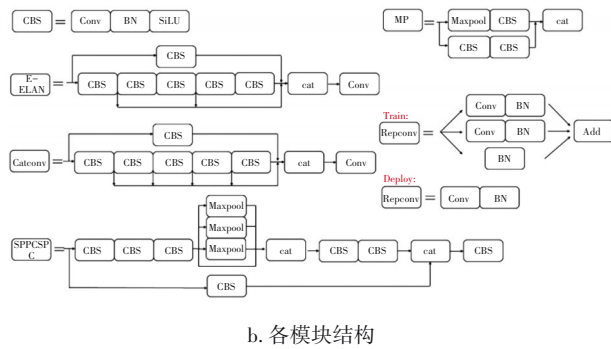 CBS = Conv BN SiLU
MP = Maxpool CBS cat
CBS CBS
CBS
E-
ELAN = CBS CBS CBS CBS CBS cat Conv
Train:
Conv BN
Repconv = Conv BN Add
BN
CBS
Catconv = CBS CBS CBS CBS CBS cat Conv
Deploy:
Repconv = Conv BN
Maxpool
Maxpool
SPPCSP
C = CBS CBS CBS Maxpool cat CBS CBS cat CBS
CBS
b. 各模块结构